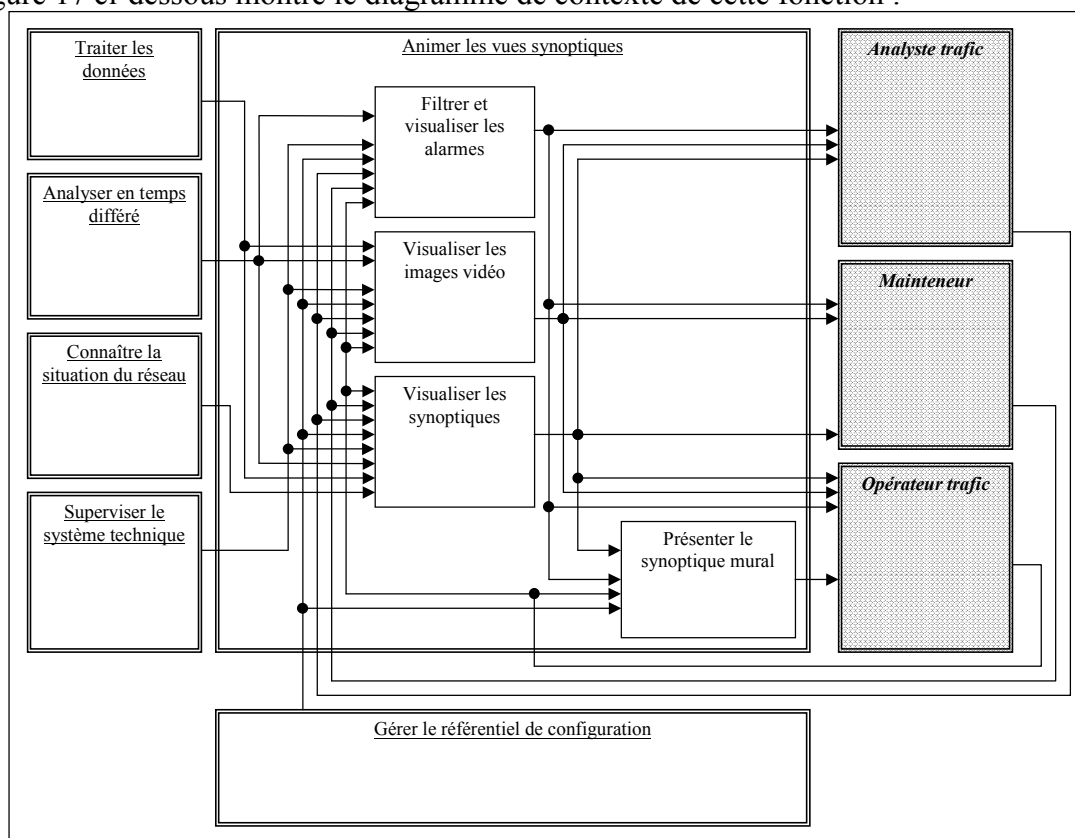 gure 17 ci-dessous montre le diagramme de contexte de cette fonction :
Traiter les
données
Animer les vues synoptiques
Analyste trafic
Filtrer et
visualiser les
alarmes
Analyser en temps
différé
Visualiser les
images vidéo
Mainteneur
Connaître la
situation du réseau
Visualiser les
synoptiques
Opérateur trafic
Superviser le
système technique
Présenter le
synoptique mural
Gérer le référentiel de configuration